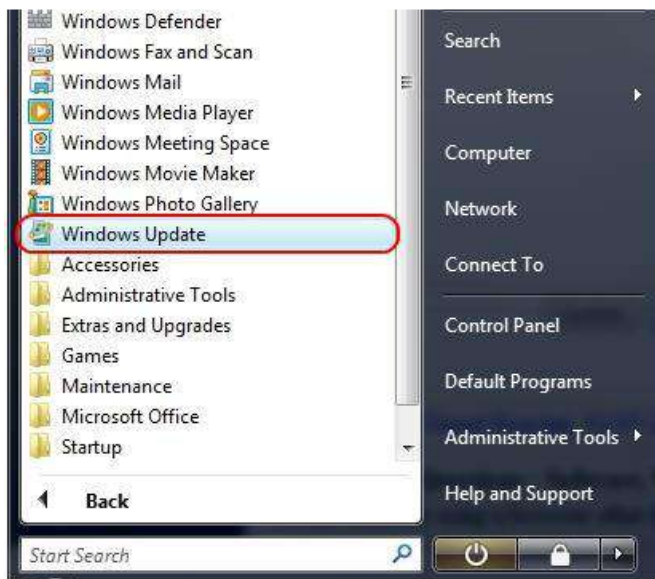 Windows Defender
Windows Fax and Scan
Windows Mail
Windows Media Player
Windows Meeting Space
Windows Movie Maker
Windows Photo Gallery
Windows Update
Accessories
Administrative Tools
Extras and Upgrades
Games
Maintenance
Microsoft Office
Startup
Back
Start Search
Search
Recent Items
Computer
Network
Connect To
Control Panel
Default Programs
Administrative Tools
Help and Support